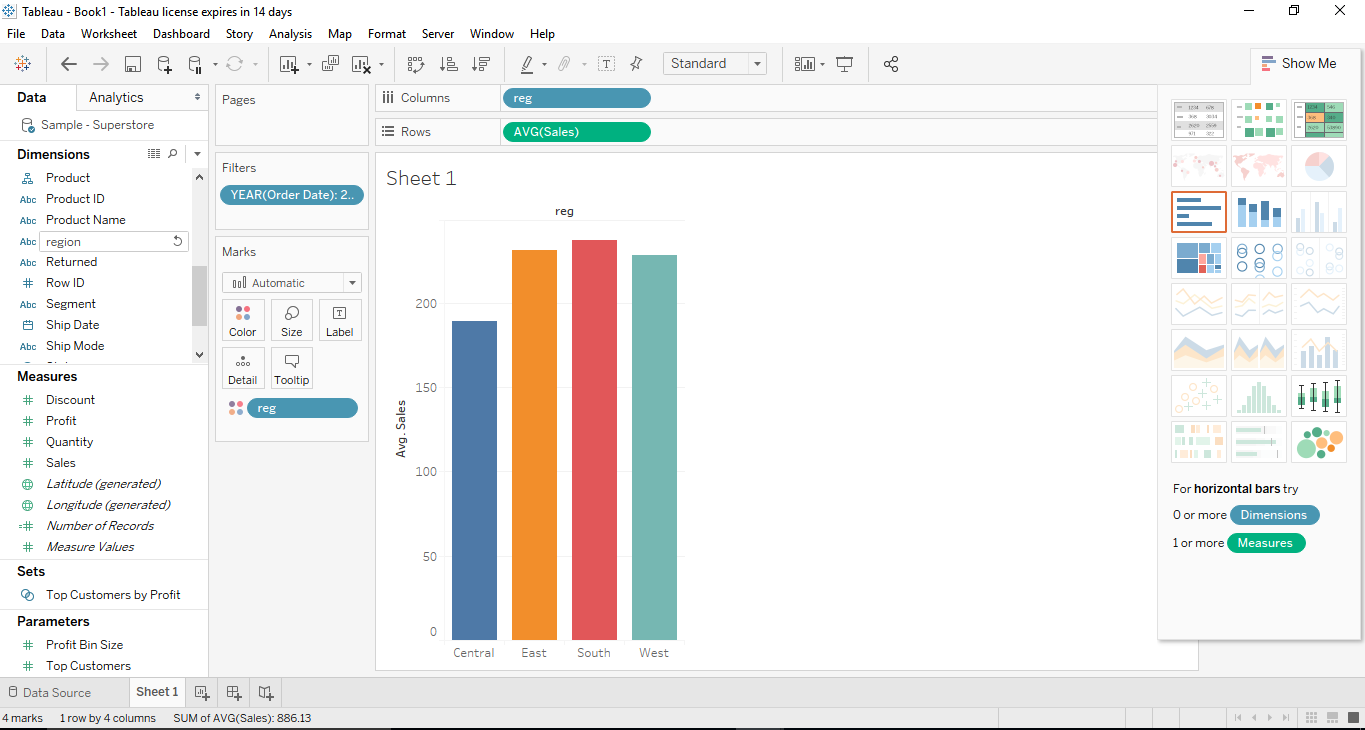 Tableau - Book1 - Tableau license expires in 14 days
File Data Worksheet Dashboard Story Analysis Map Format Server Window Help
Standard
Show Me
Data Analytics
Sample - Superstore
Dimensions
Product
Abc Product ID
Abc Product Name
Abc region
Abc Returned
Row ID
Abc Segment
Ship Date
Abc Ship Mode
Measures
Discount
Profit
Quantity
Sales
Latitude (generated)
Longitude (generated)
Number of Records
Measure Values
Sets
Top Customers by Profit
Parameters
Profit Bin Size
Top Customers
Pages
Filters
YEAR(Order Date): 2..
Marks
Automatic
Color Size Label
Detail Tooltip
reg
Columns reg
Rows AVG(Sales)
Sheet 1
reg
Avg. Sales
200
150
100
50
0
Central East South West
For horizontal bars try
0 or more Dimensions
1 or more Measures
Data Source Sheet 1
4 marks 1 row by 4 columns SUM of AVG(Sales): 886.13